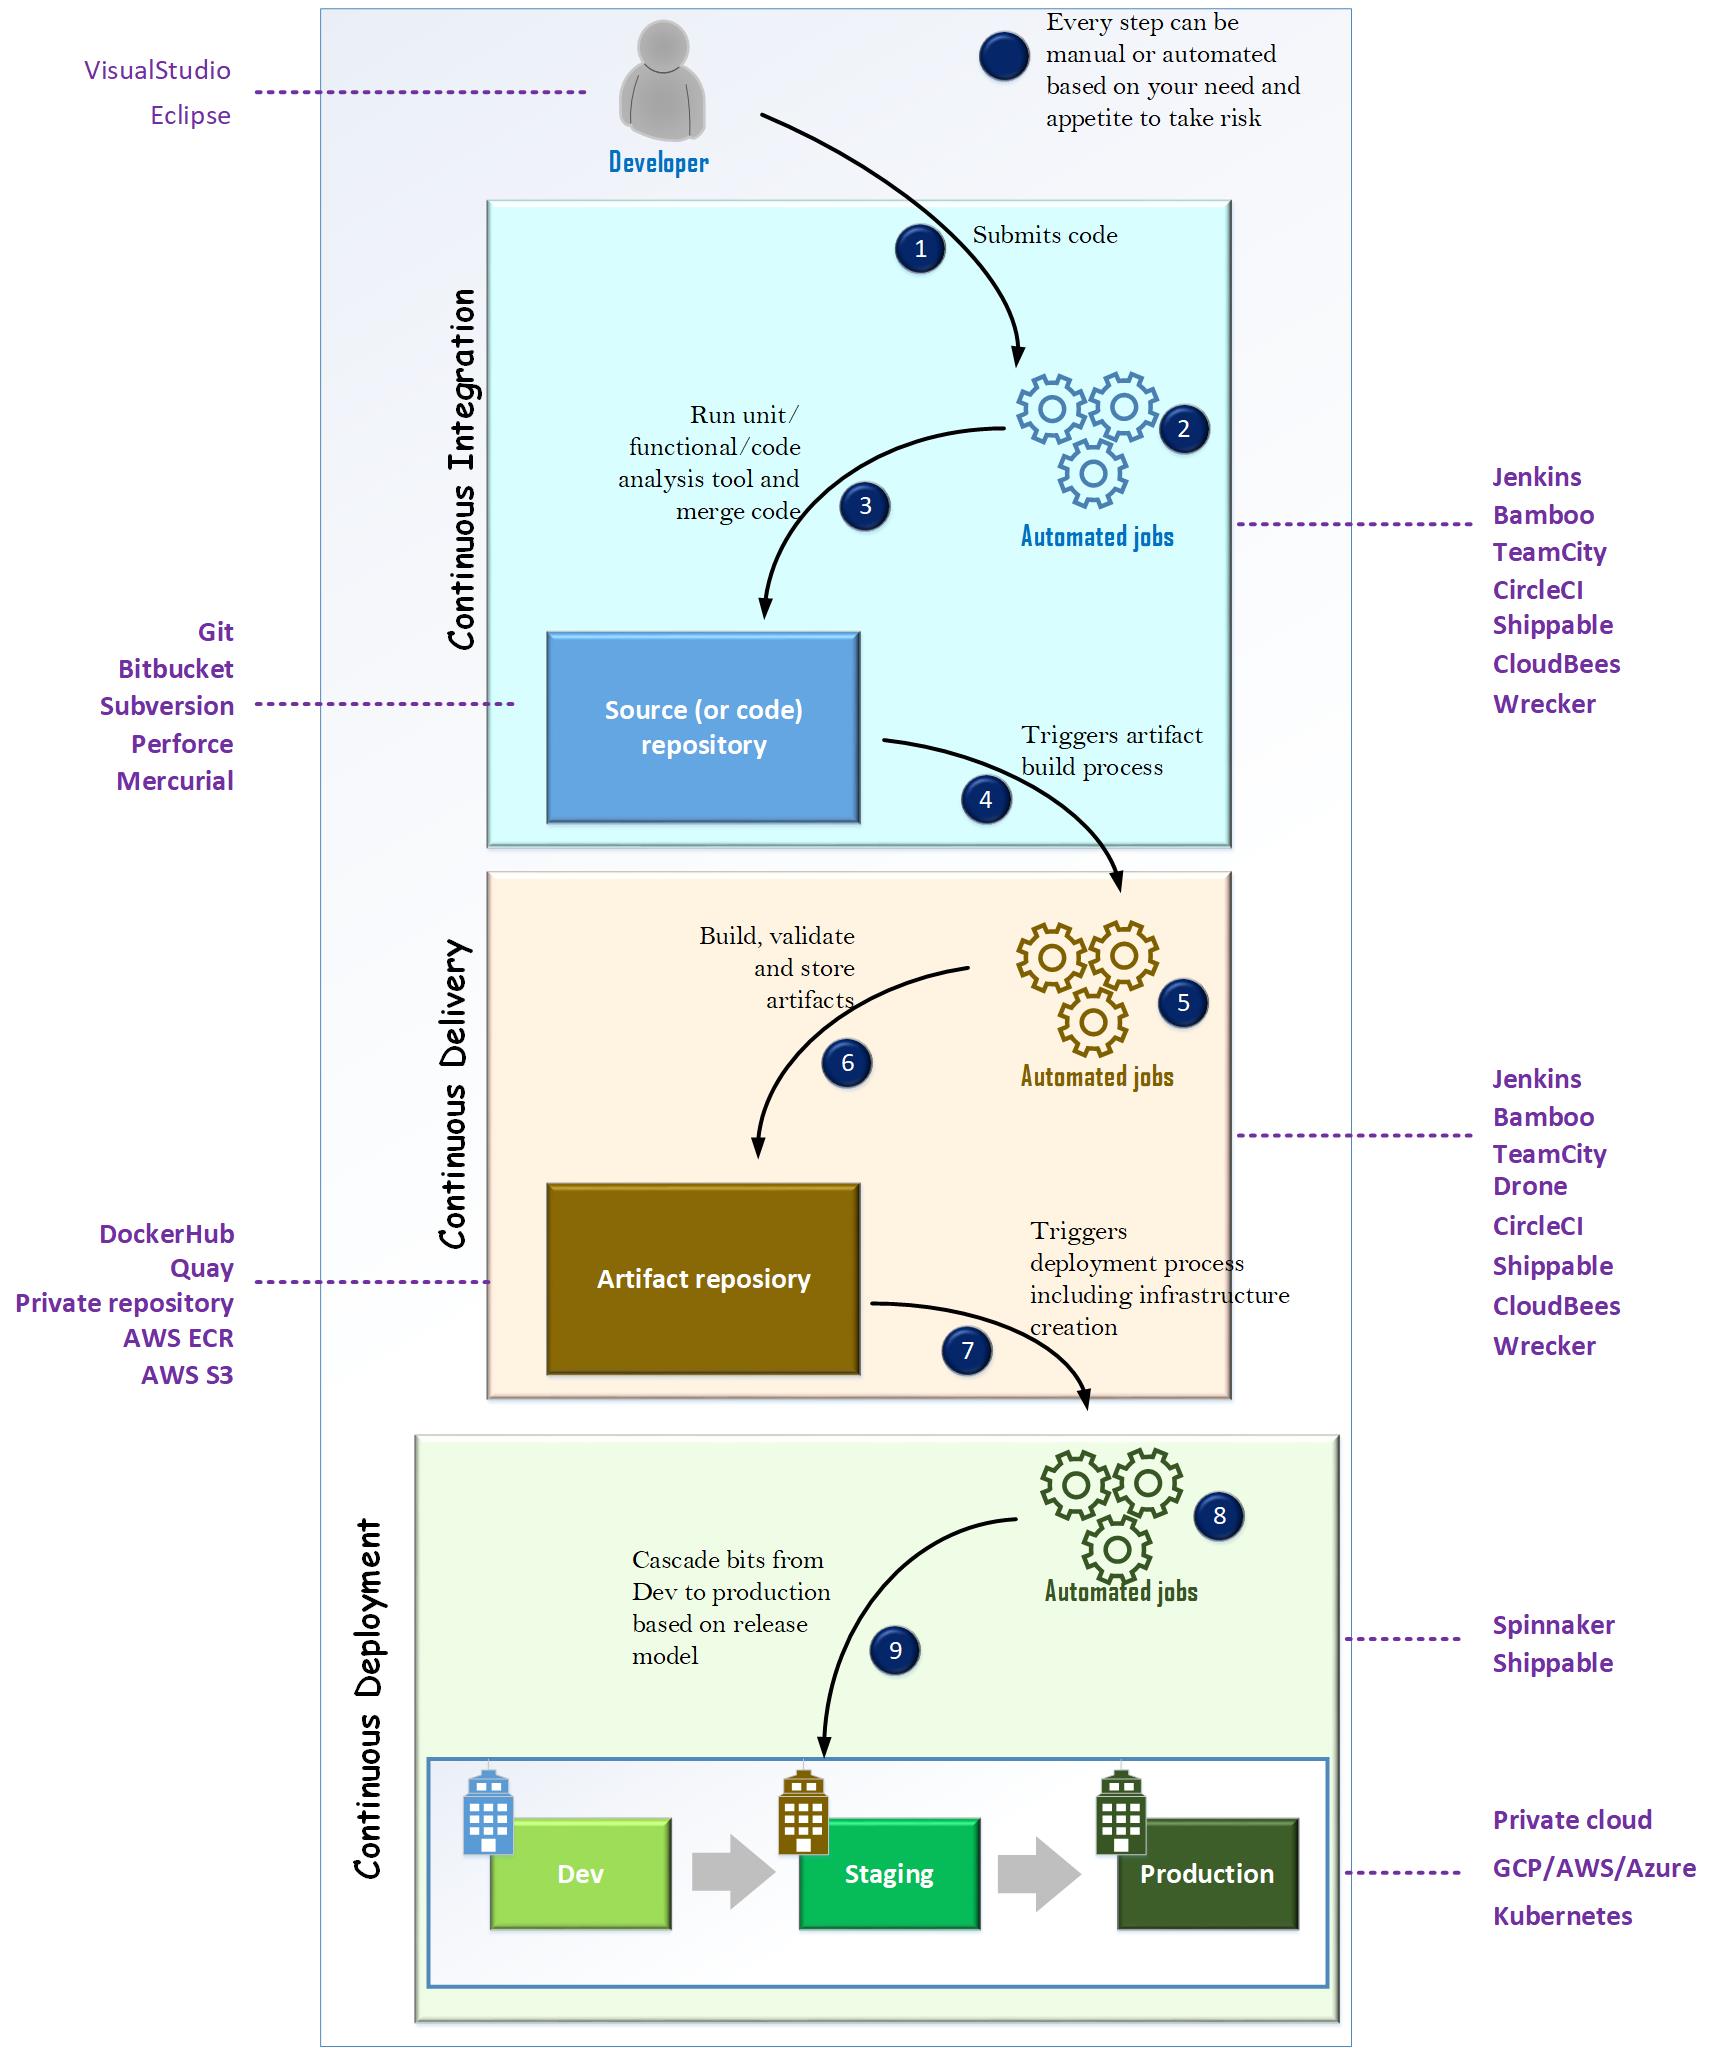 VisualStudio
Eclipse
Developer
Every step can be
manual or automated
based on your need and
appetite to take risk
Continuous Integration
1
Submits code
2
Automated jobs
Run unit/
functional/code
analysis tool and
merge code
3
Jenkins
Bamboo
TeamCity
CircleCI
Shippable
CloudBees
Wrecker
Git
Bitbucket
Subversion
Perforce
Mercurial
Source (or code)
repository
Triggers artifact
build process
4
Continuous Delivery
5
Automated jobs
Build, validate
and store
artifacts
6
Jenkins
Bamboo
TeamCity
Drone
CircleCI
Shippable
CloudBees
Wrecker
DockerHub
Quay
Private repository
AWS ECR
AWS S3
Artifact reposiory
Triggers
deployment process
including infrastructure
creation
7
Continuous Deployment
8
Automated jobs
Cascade bits from
Dev to production
based on release
model
9
Spinnaker
Shippable
Dev
Staging
Production
Private cloud
GCP/AWS/Azure
Kubernetes